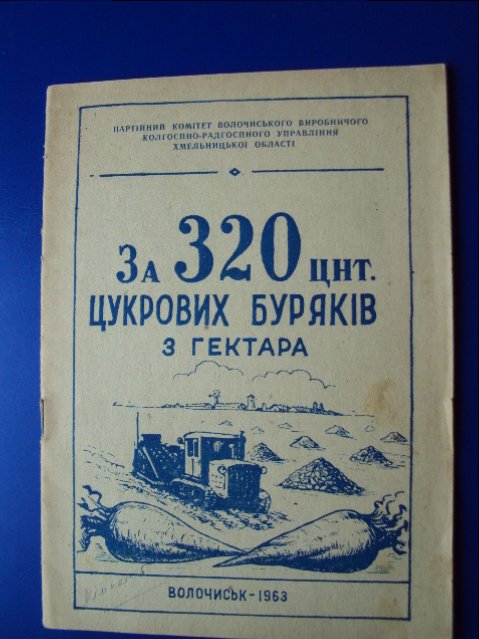 ПАРТІЙНИЙ КОМІТЕТ ВОЛОЧИСЬКОГО ВИРОБНИЧОГО
КОЛГОСПНО-РАДГОСПНОГО УПРАВЛІННЯ
ХМЕЛЬНИЦЬКОЇ ОБЛАСТІ
ЗА 320 ЦНТ.
ЦУКРОВИХ БУРЯКІВ
З ГЕКТАРА
ВОЛОЧИСЬК-1963